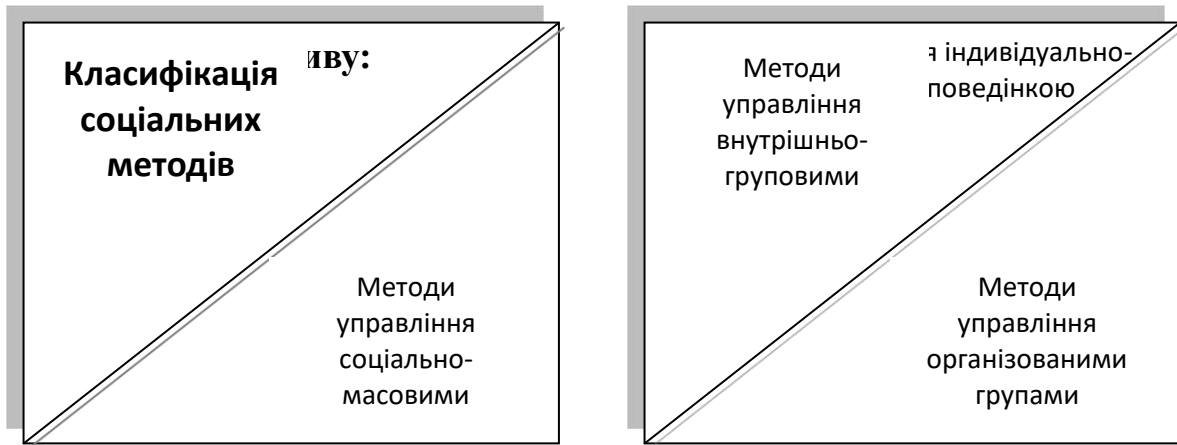 Класифікація
соціальних
методів
иву:
Методи
управління
соціально-
масовими
Методи
управління
внутрішньо-
груповими
я індивідуально-
поведінкою
Методи
управління
організованими
групами